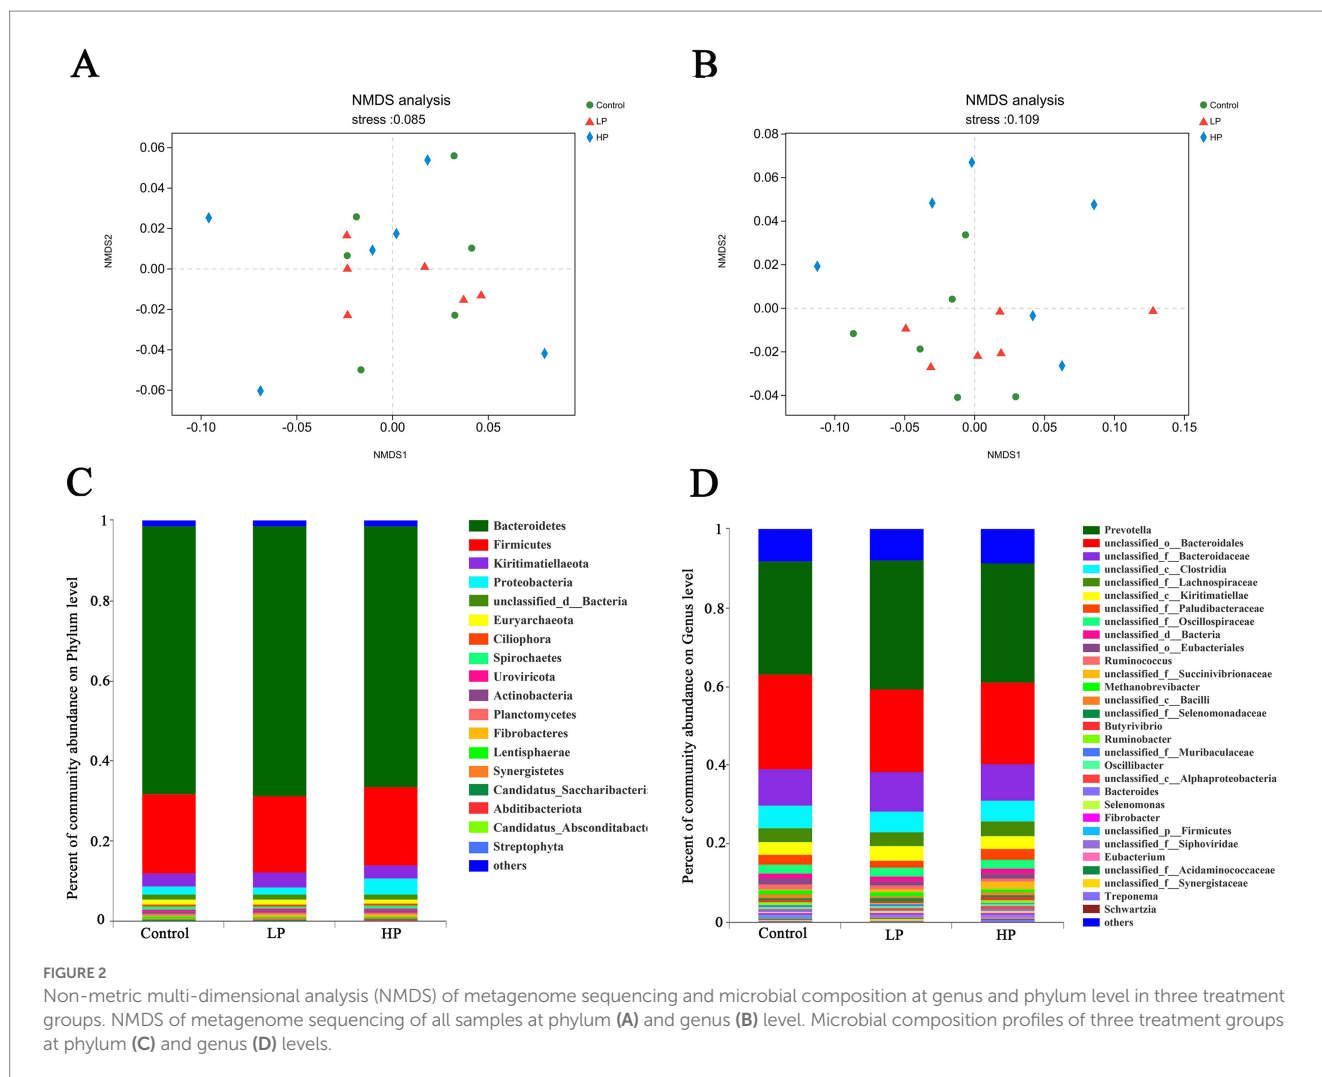 A
NMDS analysis
stress :0.085
Control
LP
HP
0.06
0.04
0.02
0.00
-0.02
-0.04
-0.06
NMDS2
-0.10
-0.05
0.00
0.05
NMDS1
B
NMDS analysis
stress :0.109
Control
LP
HP
0.08
0.06
0.04
0.02
0.00
-0.02
-0.04
NMDS2
-0.10
-0.05
0.00
0.05
0.10
0.15
NMDS1
C
Percent of community abundance on Phylum level
1
0.8
0.6
0.4
0.2
0
Control
LP
HP
Bacteroidetes
Firmicutes
Kiritimatiellaeota
Proteobacteria
unclassified_d__Bacteria
Euryarchaeota
Ciliophora
Spirochaetes
Uroviricota
Actinobacteria
Planctomycetes
Fibrobacteres
Lentisphaerae
Synergistetes
Candidatus_Saccharibacteri
Abditibacteriota
Candidatus_Absconditabact
Streptophyta
others
D
Percent of community abundance on Genus level
1
0.8
0.6
0.4
0.2
0
Control
LP
HP
Prevotella
unclassified_o__Bacteroidales
unclassified_f__Bacteroidaceae
unclassified_c__Clostridia
unclassified_f__Lachnospiraceae
unclassified_c__Kiritimatiellae
unclassified_f__Paludibacteraceae
unclassified_f__Oscillospiraceae
unclassified_d__Bacteria
unclassified_o__Eubacteriales
Ruminococcus
unclassified_f__Succinivibrionaceae
Methanobrevibacter
unclassified_c__Bacilli
unclassified_f__Selenomonadaceae
Butyrivibrio
Ruminobacter
unclassified_f__Muribaculaceae
Oscillibacter
unclassified_c__Alphaproteobacteria
Bacteroides
Selenomonas
Fibrobacter
unclassified_p__Firmicutes
unclassified_f__Siphoviridae
Eubacterium
unclassified_f__Acidaminococcaceae
unclassified_f__Synergistaceae
Treponema
Schwartzia
others
FIGURE 2
Non-metric multi-dimensional analysis (NMDS) of metagenome sequencing and microbial composition at genus and phylum level in three treatment
groups. NMDS of metagenome sequencing of all samples at phylum (A) and genus (B) level. Microbial composition profiles of three treatment groups
at phylum (C) and genus (D) levels.